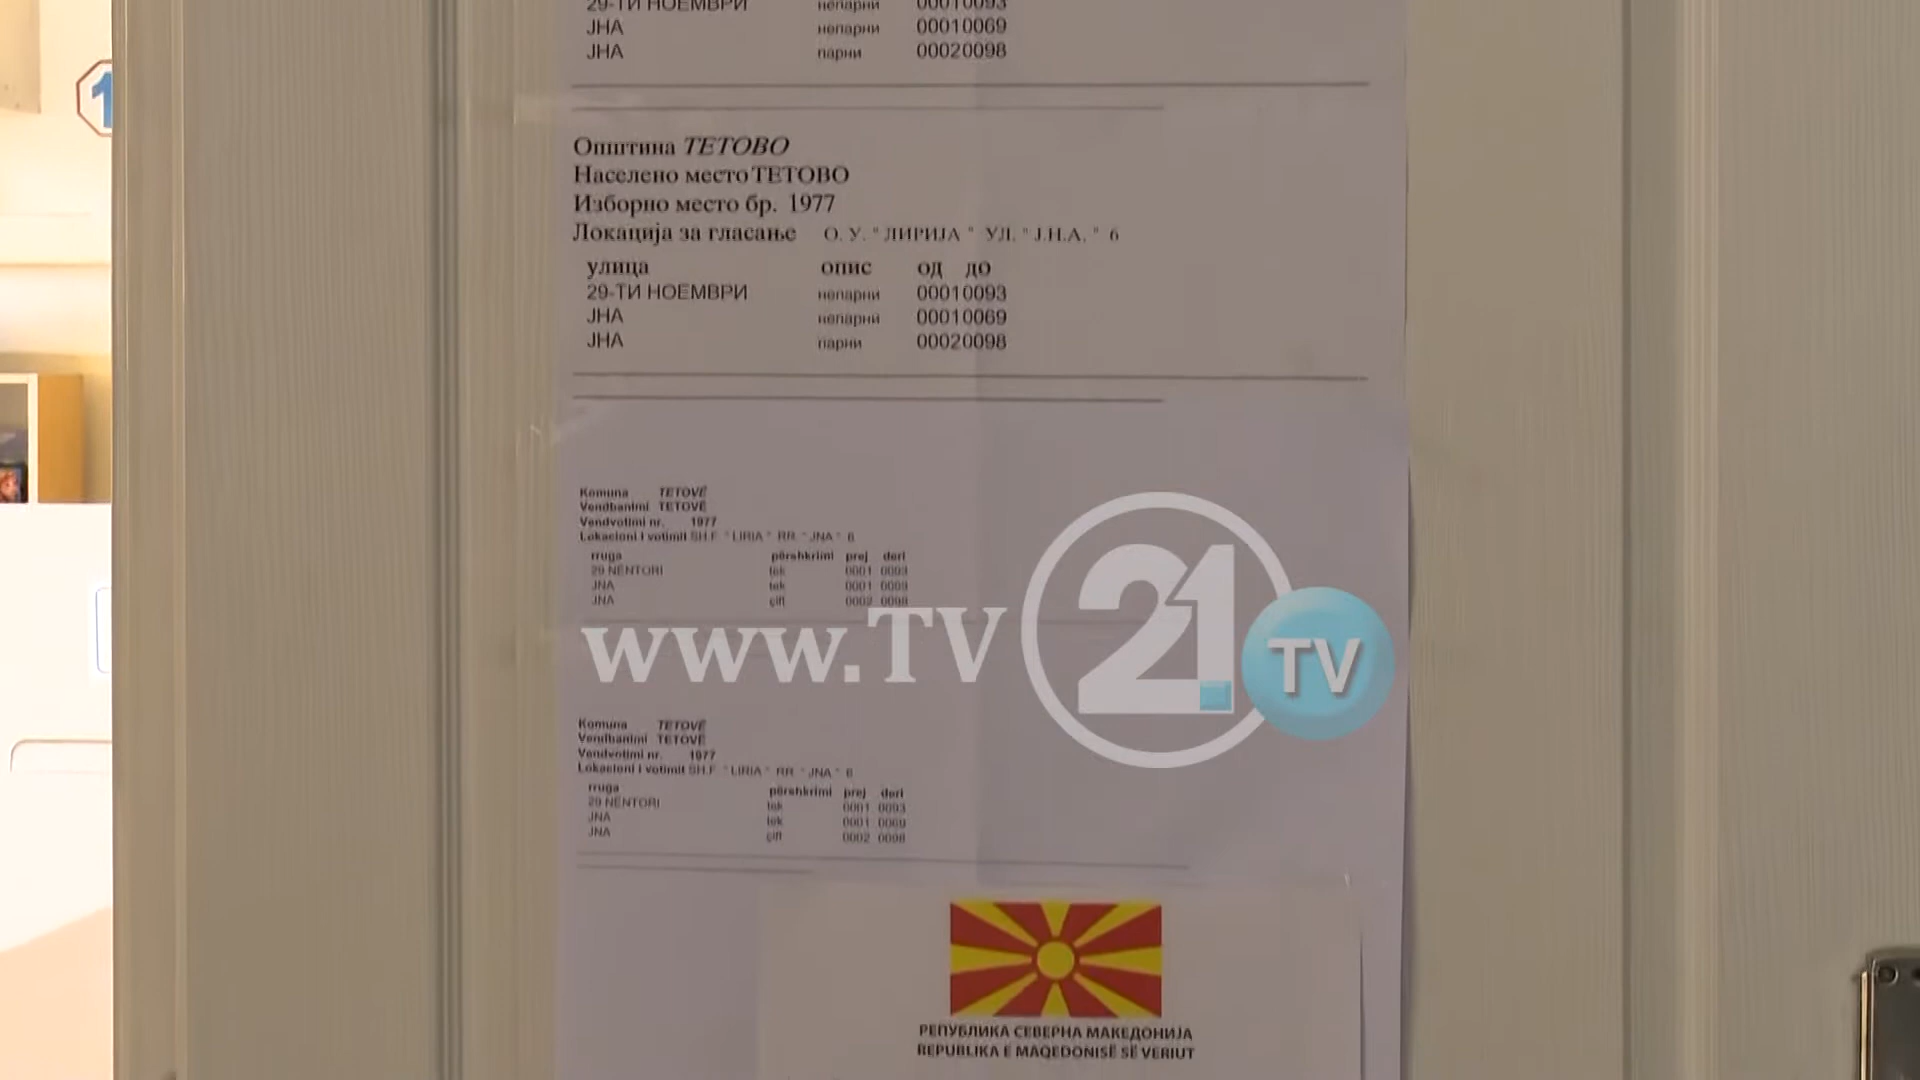 29-ТИ НОЕМВРИ непарни 00010093
ЈНА непарни 00010069
ЈНА парни 00020098
Општина ТЕТОВО
Населено место ТЕТОВО
Изборно место бр. 1977
Локација за гласање О. У. " ЛИРИЈА " УЛ. " Ј.Н.А. " 6
улица опис од до
29-ТИ НОЕМВРИ непарни 00010093
ЈНА непарни 00010069
ЈНА парни 00020098
Komuna TETOVË
Vendbanimi TETOVË
Vendvotimi nr. 1977
Lokacioni i votimit SH.F. " LIRIA " RR. " JNA " 6
rruga përshkrimi prej deri
29 NËNTORI tek 0001 0093
JNA tek 0001 0069
JNA çift 0002 0098
www.TV 21.TV
Komuna TETOVË
Vendbanimi TETOVË
Vendvotimi nr. 1977
Lokacioni i votimit SH.F. " LIRIA " RR. " JNA " 6
rruga përshkrimi prej deri
29 NËNTORI tek 0001 0093
JNA tek 0001 0069
JNA çift 0002 0098
РЕПУБЛИКА СЕВЕРНА МАКЕДОНИЈА
REPUBLIKA E MAQEDONISË SË VERIUT